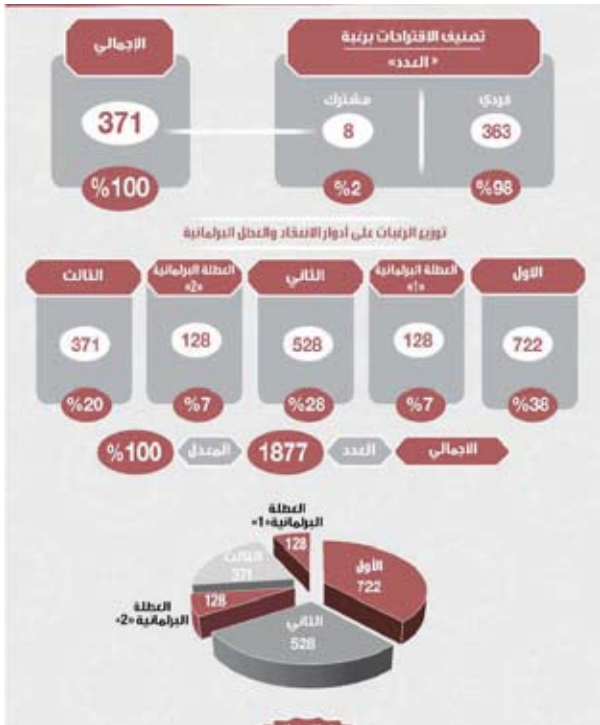 تصنيف الاقتراحات برغبة
«العدد»
الإجمالي
فردي
مشترك
363
8
371
%98
%2
%100
توزيع الرغبات على أدوار الانعقاد والعطل البرلمانية
الأول
العطلة البرلمانية «1»
الثاني
العطلة البرلمانية «2»
الثالث
722
128
528
128
371
%38
%7
%28
%7
%20
الاجمالي
العدد
1877
المعدل
%100
العطلة
البرلمانية «1»
128
الأول
722
الثالث
371
128
العطلة
البرلمانية «2»
الثاني
528